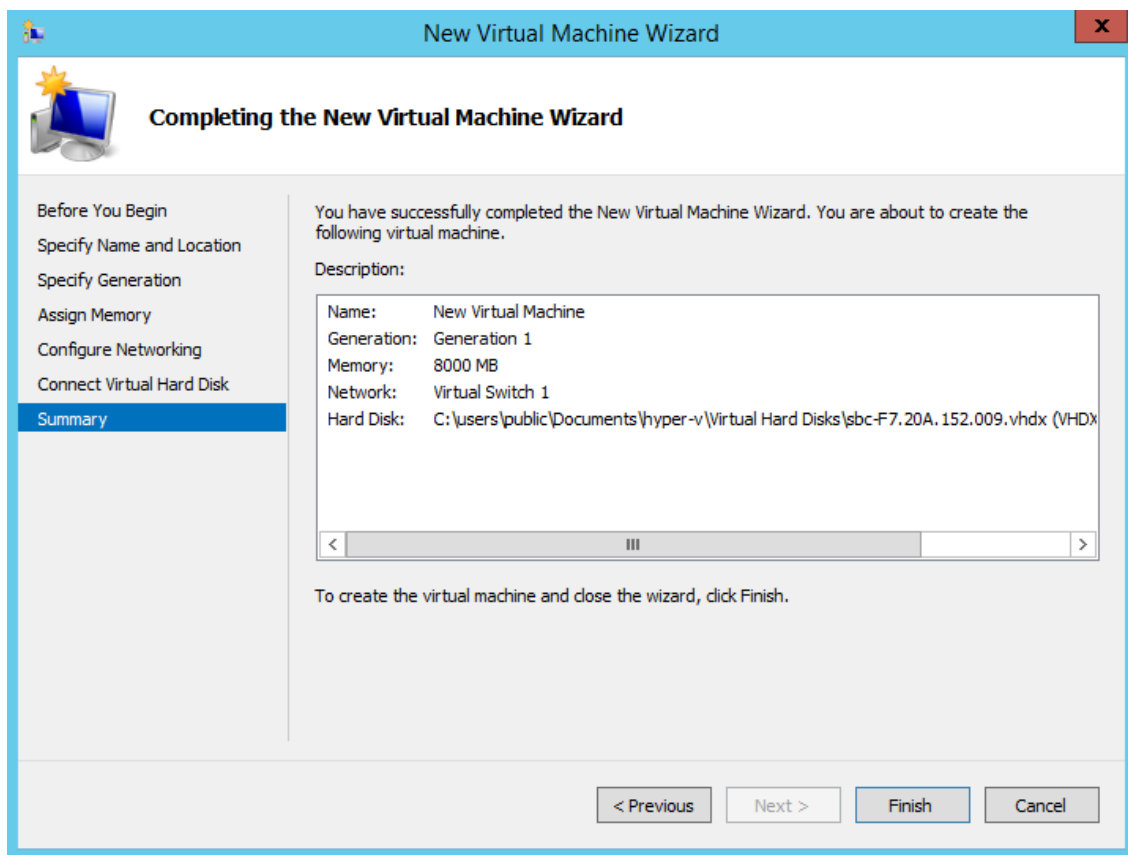 New Virtual Machine Wizard
X
Completing the New Virtual Machine Wizard
Before You Begin
Specify Name and Location
Specify Generation
Assign Memory
Configure Networking
Connect Virtual Hard Disk
Summary
You have successfully completed the New Virtual Machine Wizard. You are about to create the
following virtual machine.
Description:
Name: New Virtual Machine
Generation: Generation 1
Memory: 8000 MB
Network: Virtual Switch 1
Hard Disk: C:\users\public\Documents\hyper-v\Virtual Hard Disks\sbc-F7.20A.152.009.vhdx (VHDX
To create the virtual machine and close the wizard, click Finish.
< Previous Next > Finish Cancel